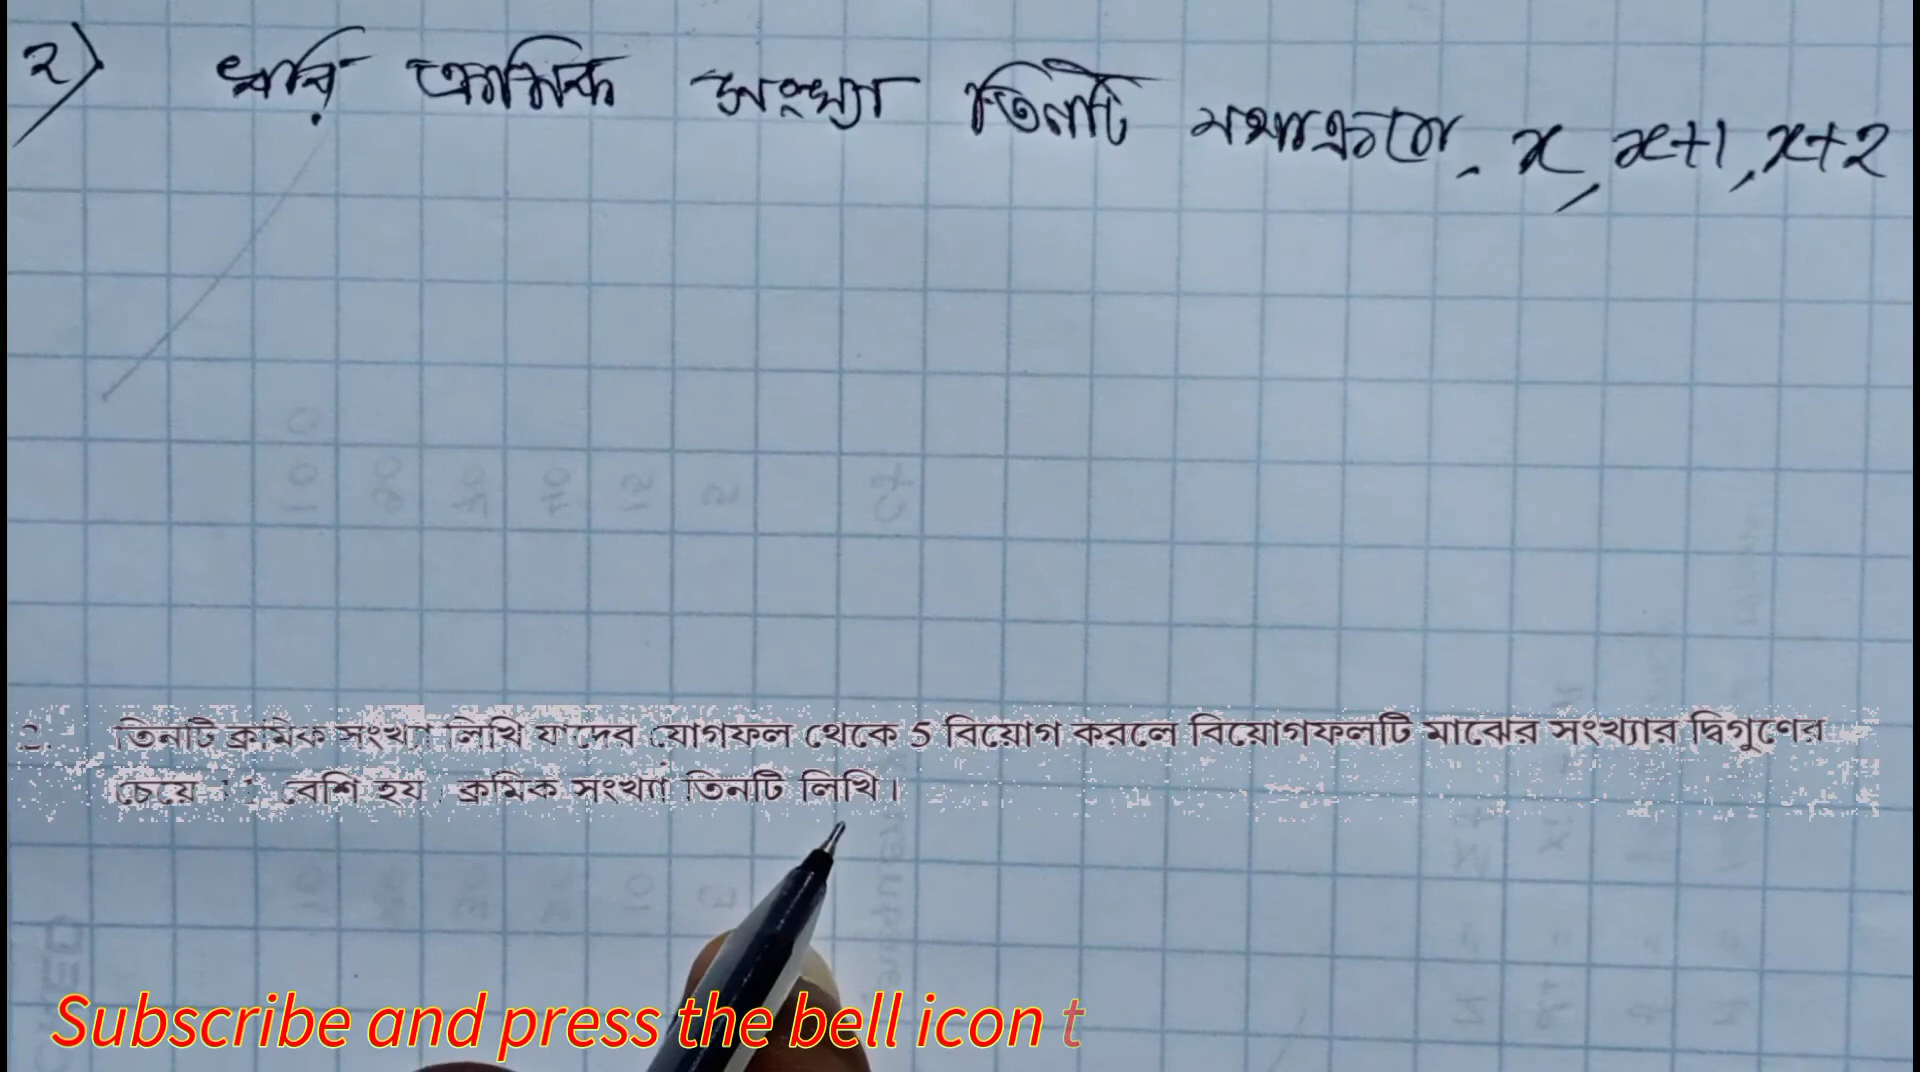 ২) ধরি ক্রমিক সংখ্যা তিনটি যথাক্রমে, x, x+1, x+2
2. তিনটি ক্রমিক সংখ্যা লিখি যাদের যোগফল থেকে 5 বিয়োগ করলে বিয়োগফলটি মাঝের সংখ্যার দ্বিগুণের
চেয়ে বেশি হয় ক্রমিক সংখ্যা তিনটি লিখি।
Subscribe and press the bell icon t